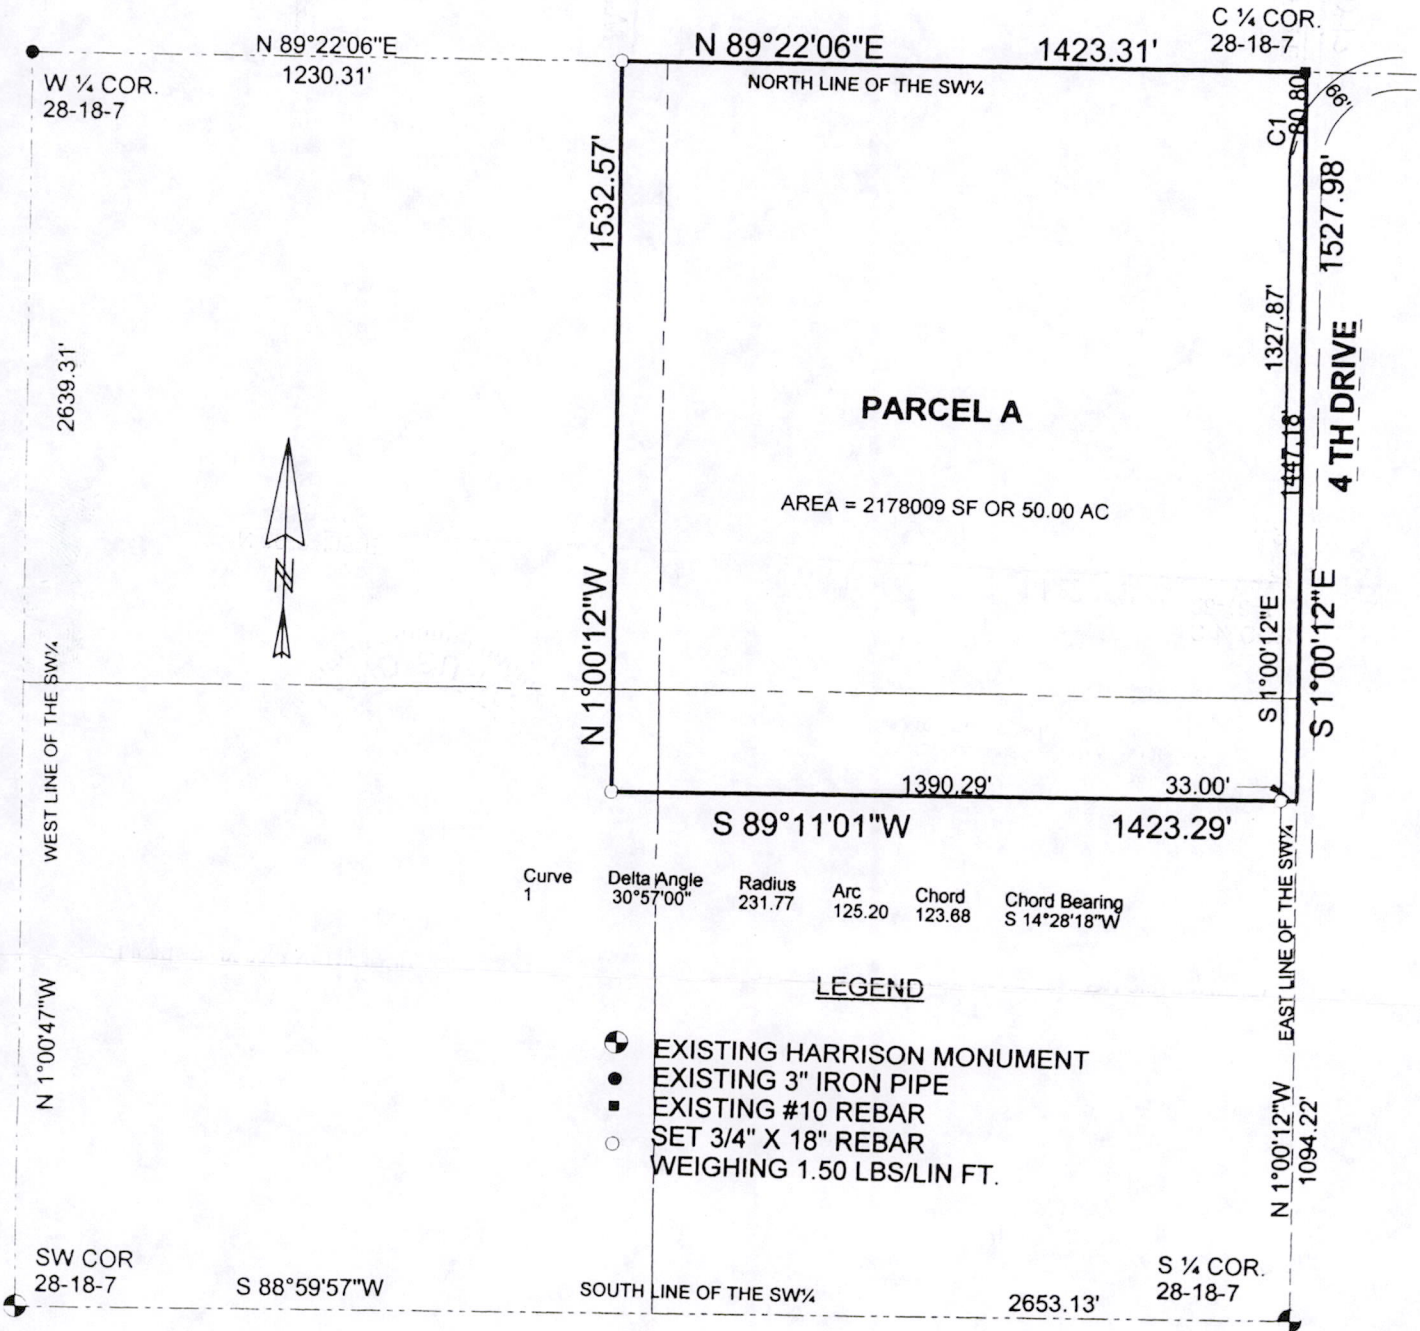 C ¼ COR.
28-18-7
N 89°22'06"E
1230.31'
N 89°22'06"E
1423.31'
NORTH LINE OF THE SW¼
W ¼ COR.
28-18-7
66'
80.80
C1
1532.57'
1527.98'
1327.87'
2639.31'
4 TH DRIVE
PARCEL A
1447.18'
AREA = 2178009 SF OR 50.00 AC
N
N 1°00'12"W
S 1°00'12"E
S 1°00'12"E
WEST LINE OF THE SW¼
1390.29'
33.00'
S 89°11'01"W
1423.29'
Curve Delta Angle Radius Arc Chord Chord Bearing
1 30°57'00" 231.77 125.20 123.68 S 14°28'18"W
EAST LINE OF THE SW¼
LEGEND
N 1°00'47"W
EXISTING HARRISON MONUMENT
EXISTING 3" IRON PIPE
EXISTING #10 REBAR
SET 3/4" X 18" REBAR
WEIGHING 1.50 LBS/LIN FT.
N 1°00'12"W
1094.22'
SW COR
28-18-7
S 88°59'57"W
SOUTH LINE OF THE SW¼
2653.13'
S ¼ COR.
28-18-7